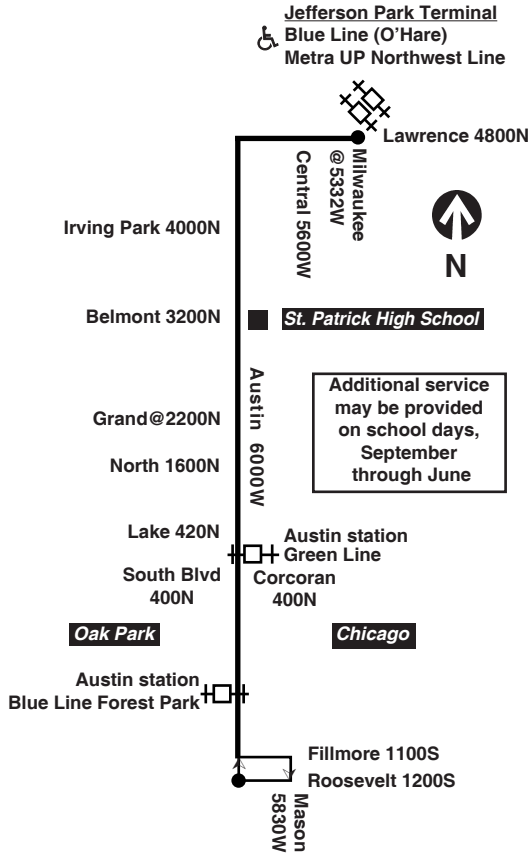 Jefferson Park Terminal
Blue Line (O’Hare)
Metra UP Northwest Line
Lawrence 4800N
Milwaukee
@5332W
Central 5600W
Irving Park 4000N
N
Belmont 3200N
St. Patrick High School
Austin 6000W
Additional service
may be provided
on school days,
September
through June
Grand@2200N
North 1600N
Lake 420N
Austin station
Green Line
South Blvd
400N
Corcoran
400N
Oak Park
Chicago
Austin station
Blue Line Forest Park
Fillmore 1100S
Roosevelt 1200S
Mason
5830W